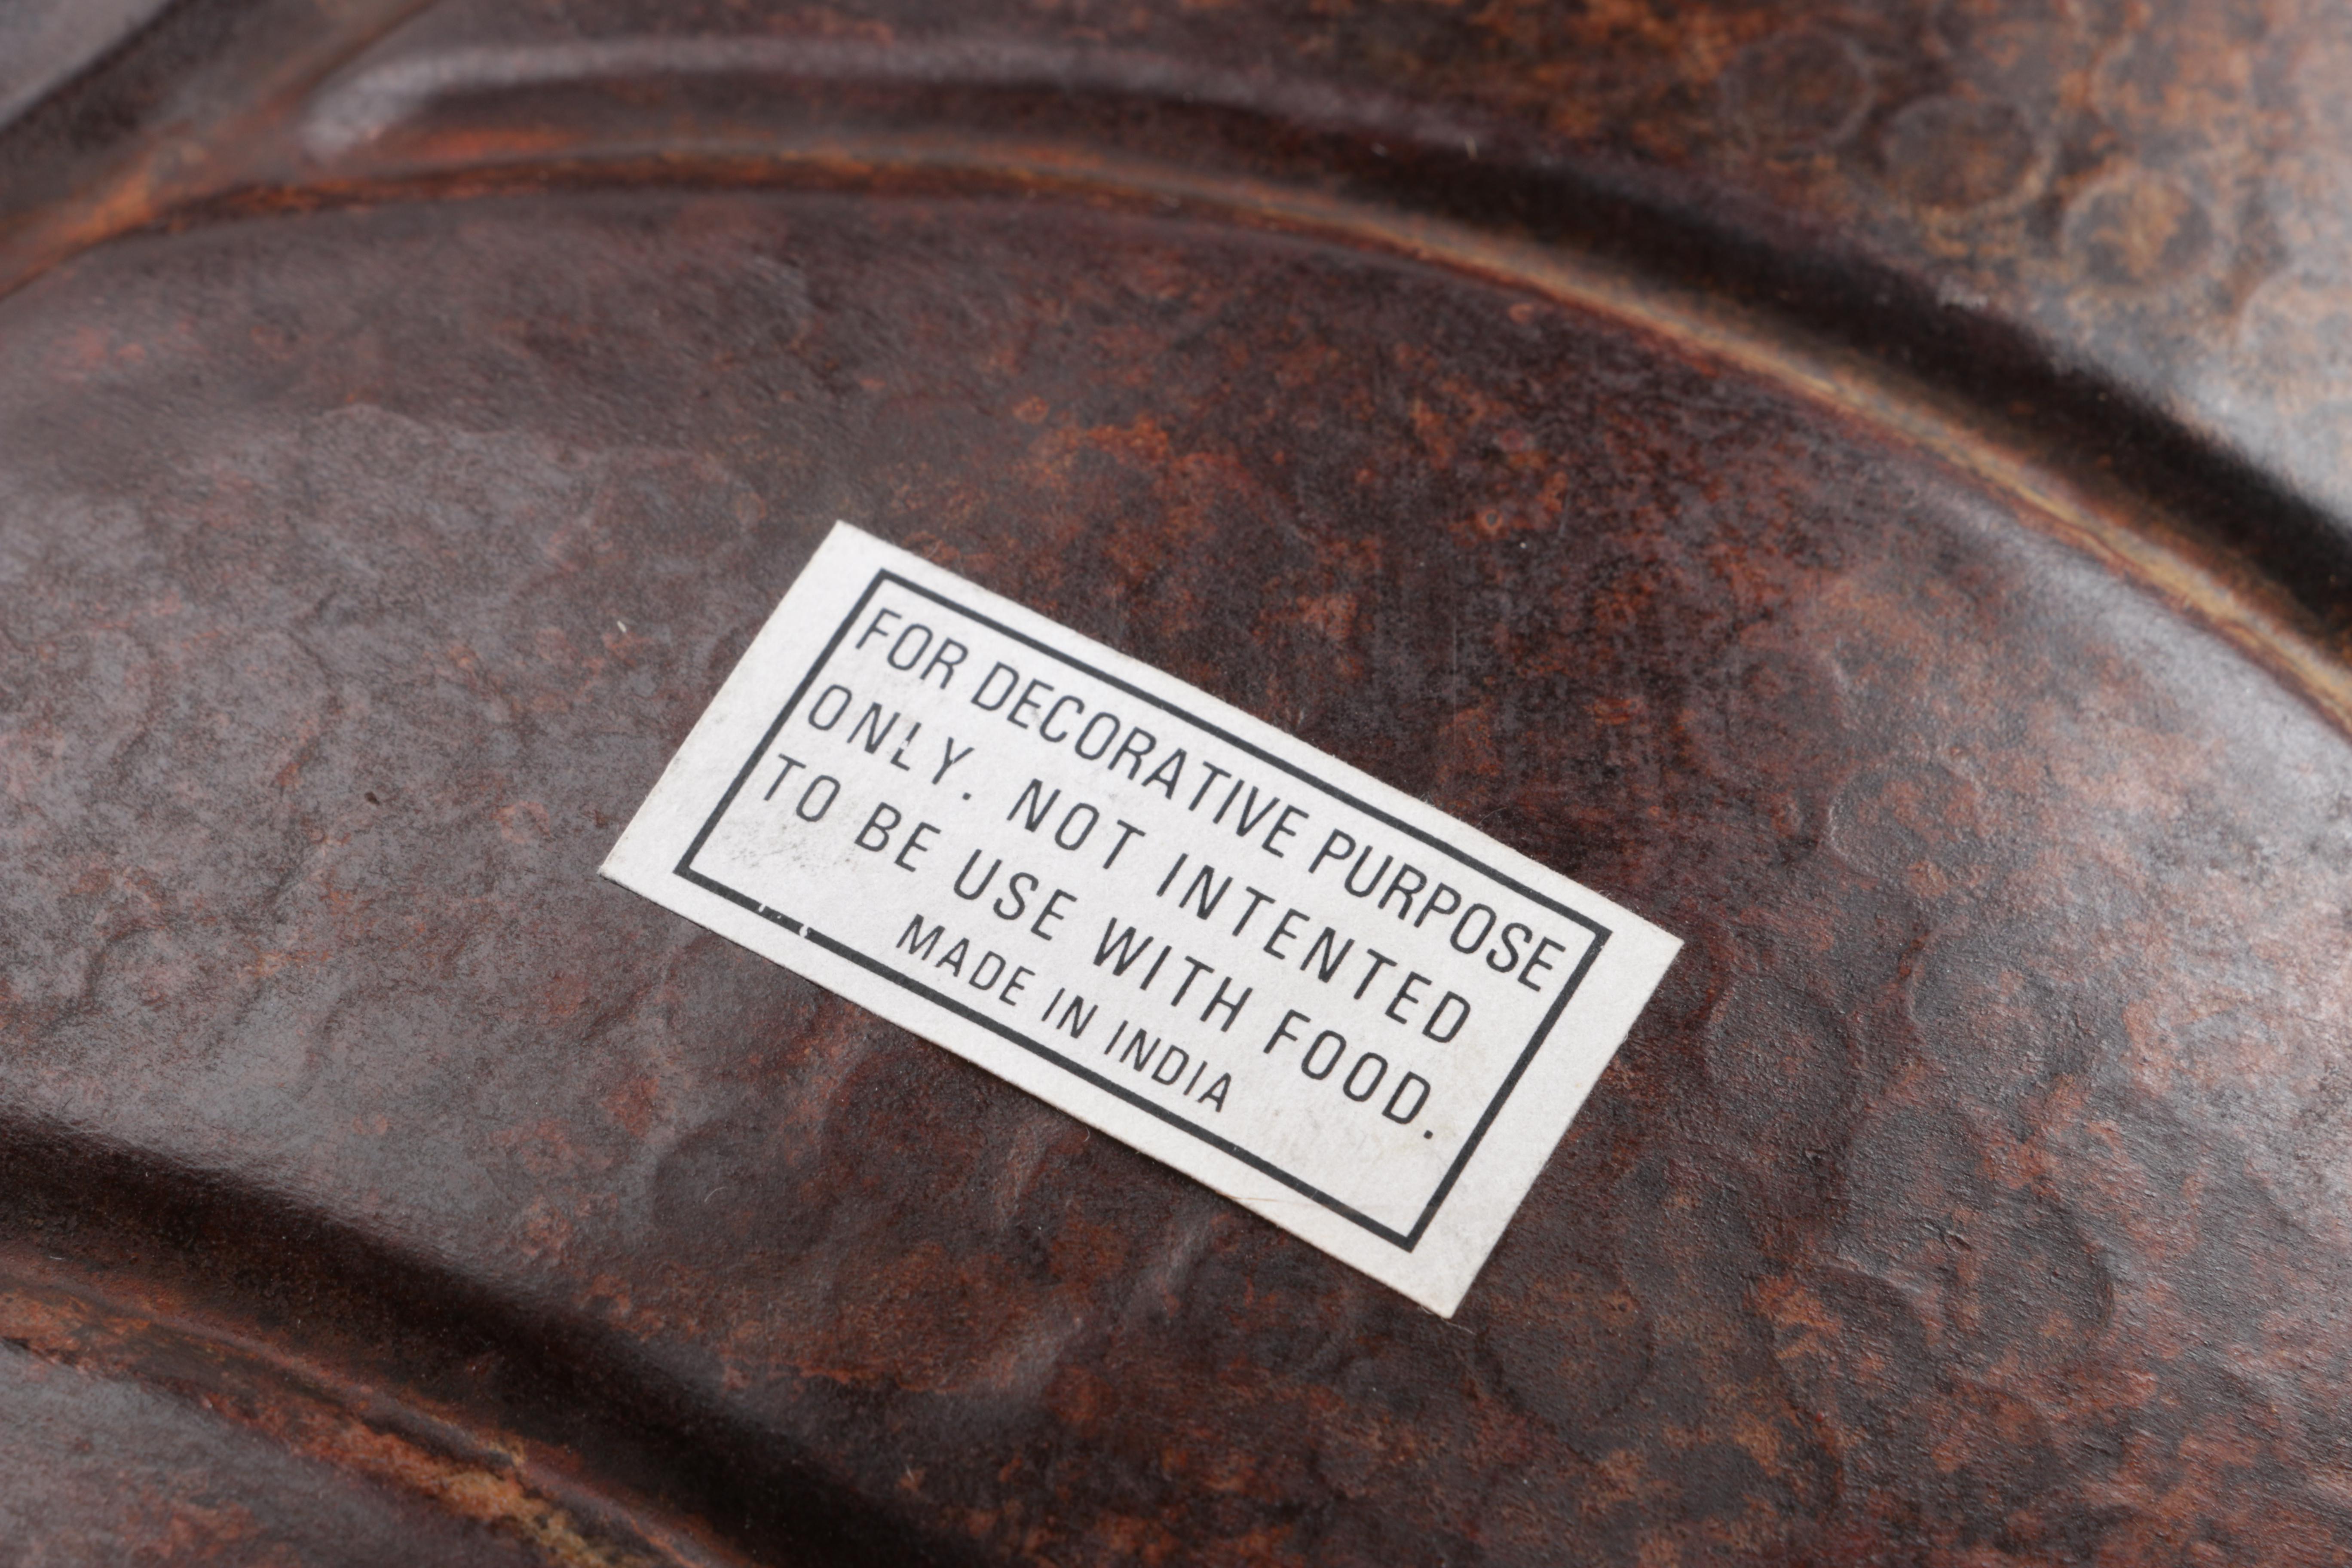 FOR DECORATIVE PURPOSE
ONLY. NOT INTENTED
TO BE USE WITH FOOD.
MADE IN INDIA